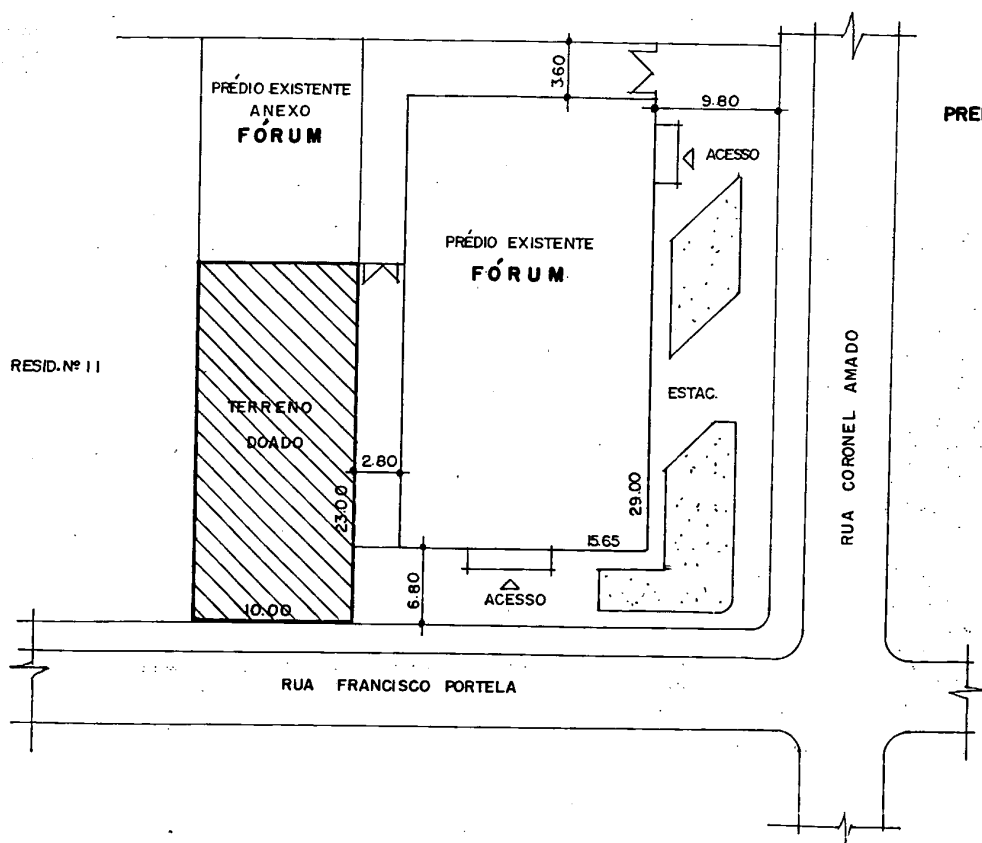 PRÉDIO EXISTENTE
ANEXO
FÓRUM
3.60
9.80
ACESSO
PRÉDIO EXISTENTE
FÓRUM
RESID. Nº 11
TERRENO
DOADO
ESTAC.
2.80
23.00
29.00
15.65
6.80
ACESSO
10.00
RUA CORONEL AMADO
RUA FRANCISCO PORTELA